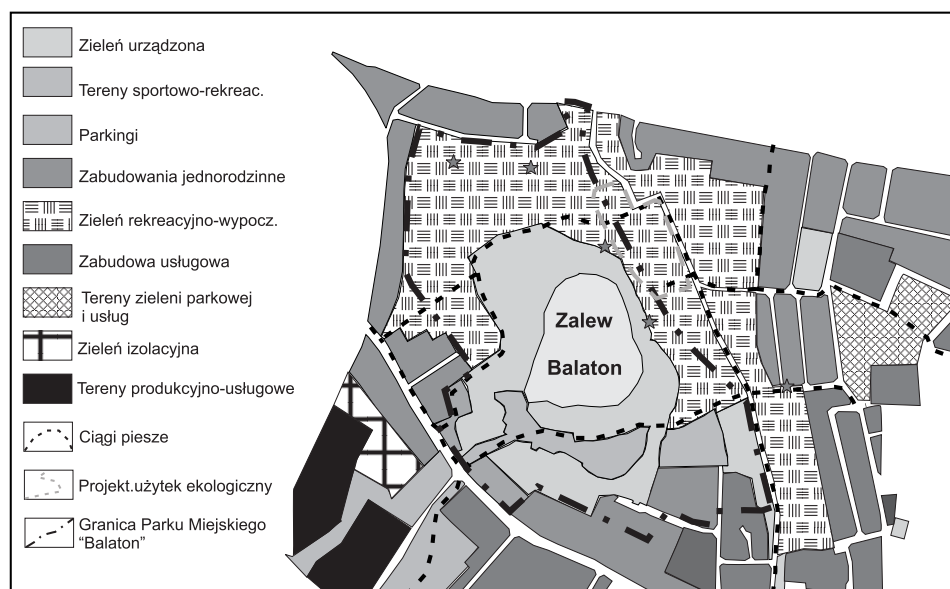 Zieleń urządzona
Tereny sportowo-rekreac.
Parkingi
Zabudowania jednorodzinne
Zieleń rekreacyjno-wypocz.
Zabudowa usługowa
Tereny zieleni parkowej
i usług
Zieleń izolacyjna
Tereny produkcyjno-usługowe
Ciągi piesze
Projekt.użytek ekologiczny
Granica Parku Miejskiego
“Balaton”
Zalew
Balaton